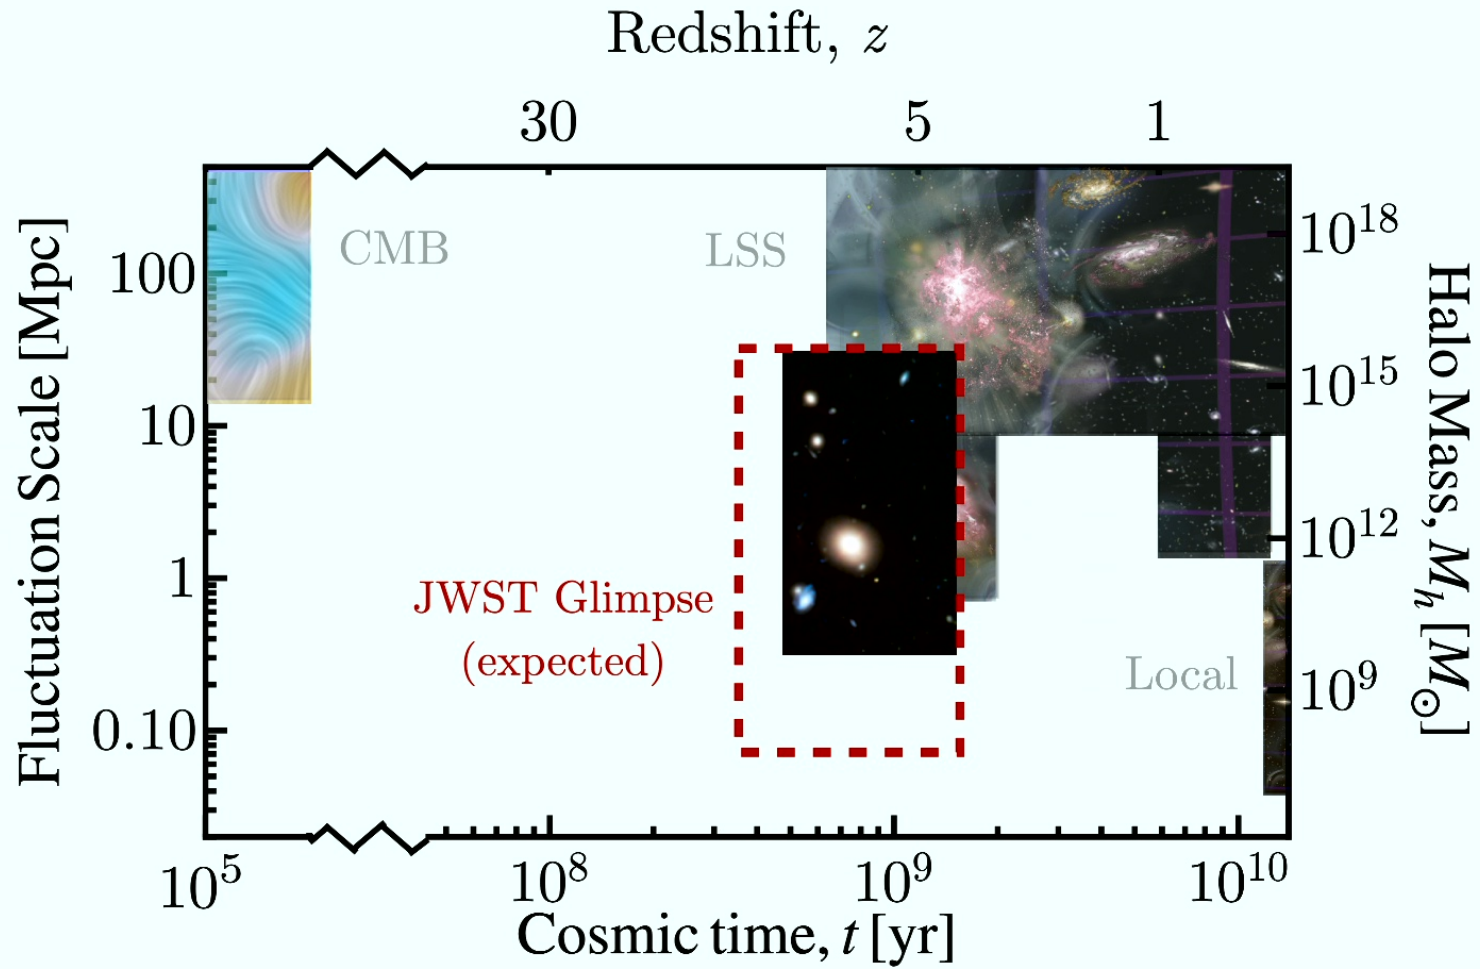 Redshift, z
30 5 1
CMB
LSS
100
10
1
0.10
Fluctuation Scale [Mpc]
10^18
10^15
10^12
10^9
Halo Mass, M_h [M_⊙]
JWST Glimpse
(expected)
Local
10^5 10^8 10^9 10^10
Cosmic time, t [yr]